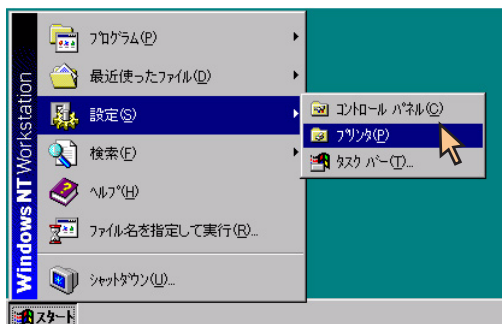 Windows NT Workstation
ﾌﾟﾛｸﾞﾗﾑ(P)
最近使ったﾌｧｲﾙ(D)
設定(S)
検索(F)
ﾍﾙﾌﾟ(H)
ﾌｧｲﾙ名を指定して実行(R)...
ｼｬｯﾄﾀﾞｳﾝ(U)...
ｺﾝﾄﾛｰﾙ ﾊﾟﾈﾙ(C)
ﾌﾟﾘﾝﾀ(P)
ﾀｽｸ ﾊﾞｰ(T)...
ｽﾀｰﾄ